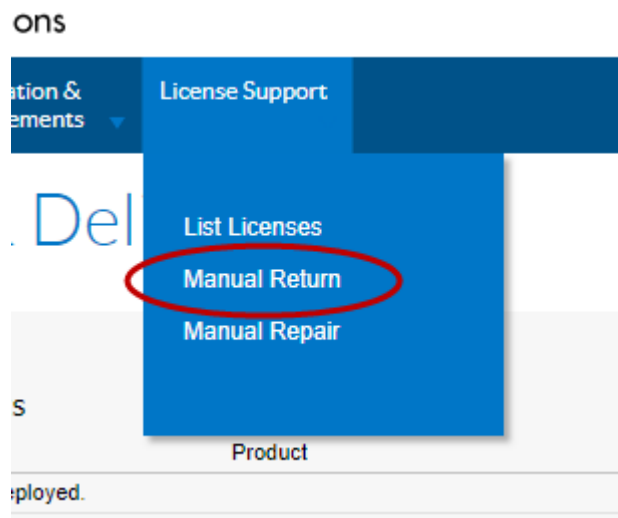 ons
ation &
ements
License Support
Del
List Licenses
Manual Return
Manual Repair
s
Product
eployed.